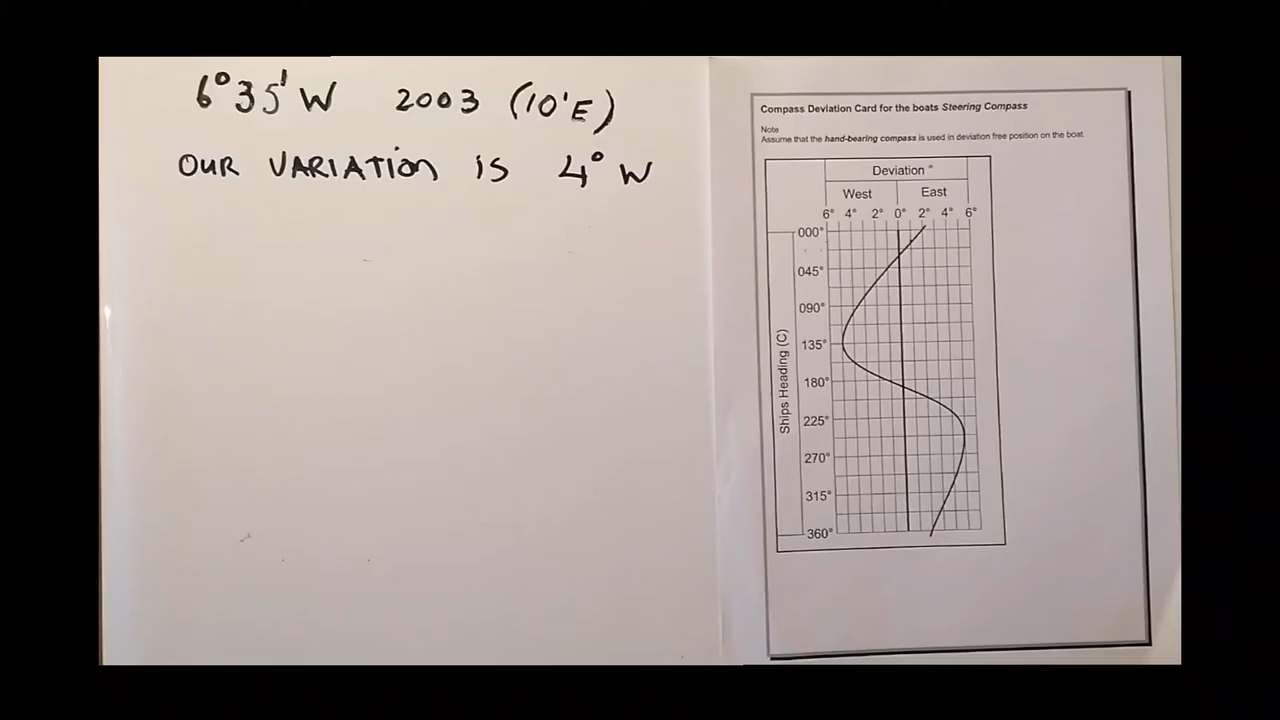 6°35'W 2003 (10'E)
OUR VARIATION IS 4° W
Compass Deviation Card for the boats Steering Compass
Note
Assume that the hand-bearing compass is used in deviation free position on the boat.
Deviation °
West East
6° 4° 2° 0° 2° 4° 6°
Ships Heading (C)
000°
045°
090°
135°
180°
225°
270°
315°
360°